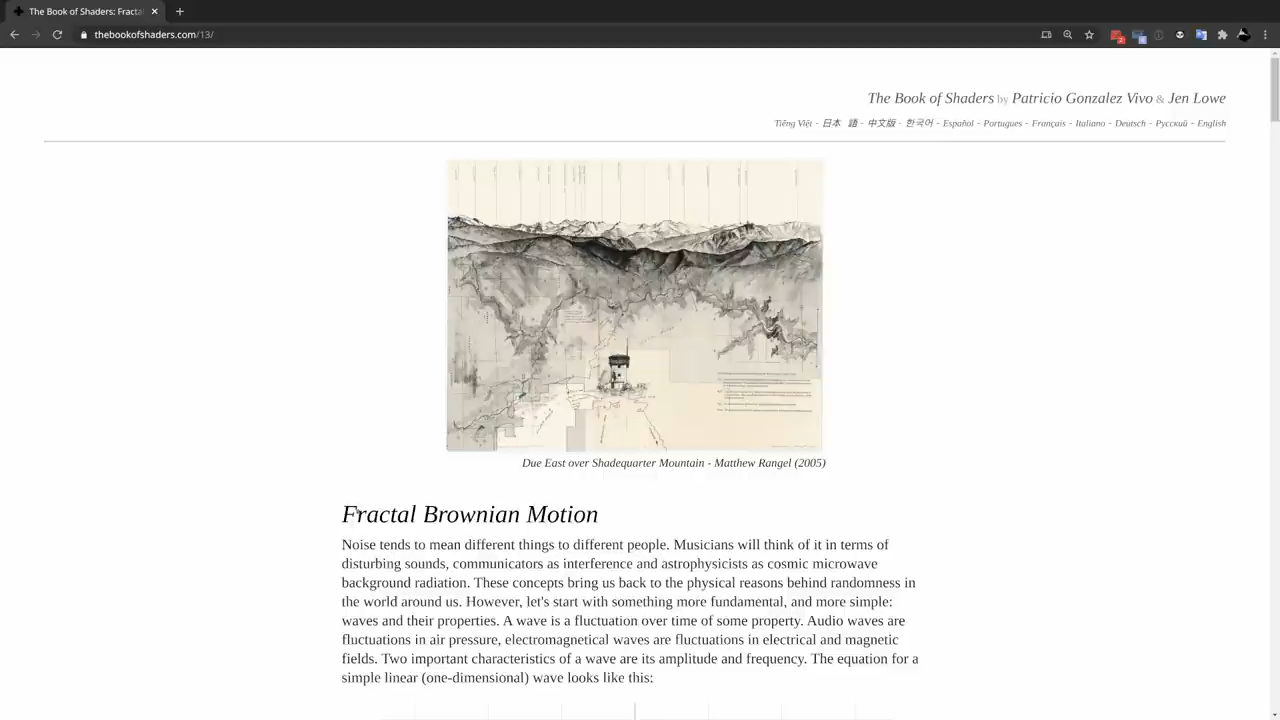 The Book of Shaders: Fractal
thebookofshaders.com/13/
The Book of Shaders by Patricio Gonzalez Vivo & Jen Lowe
Tiếng Việt - 日本 語 - 中文版 - 한국어 - Español - Portugues - Français - Italiano - Deutsch - Русский - English
Due East over Shadequarter Mountain - Matthew Rangel (2005)
Fractal Brownian Motion
Noise tends to mean different things to different people. Musicians will think of it in terms of
disturbing sounds, communicators as interference and astrophysicists as cosmic microwave
background radiation. These concepts bring us back to the physical reasons behind randomness in
the world around us. However, let's start with something more fundamental, and more simple:
waves and their properties. A wave is a fluctuation over time of some property. Audio waves are
fluctuations in air pressure, electromagnetical waves are fluctuations in electrical and magnetic
fields. Two important characteristics of a wave are its amplitude and frequency. The equation for a
simple linear (one-dimensional) wave looks like this: